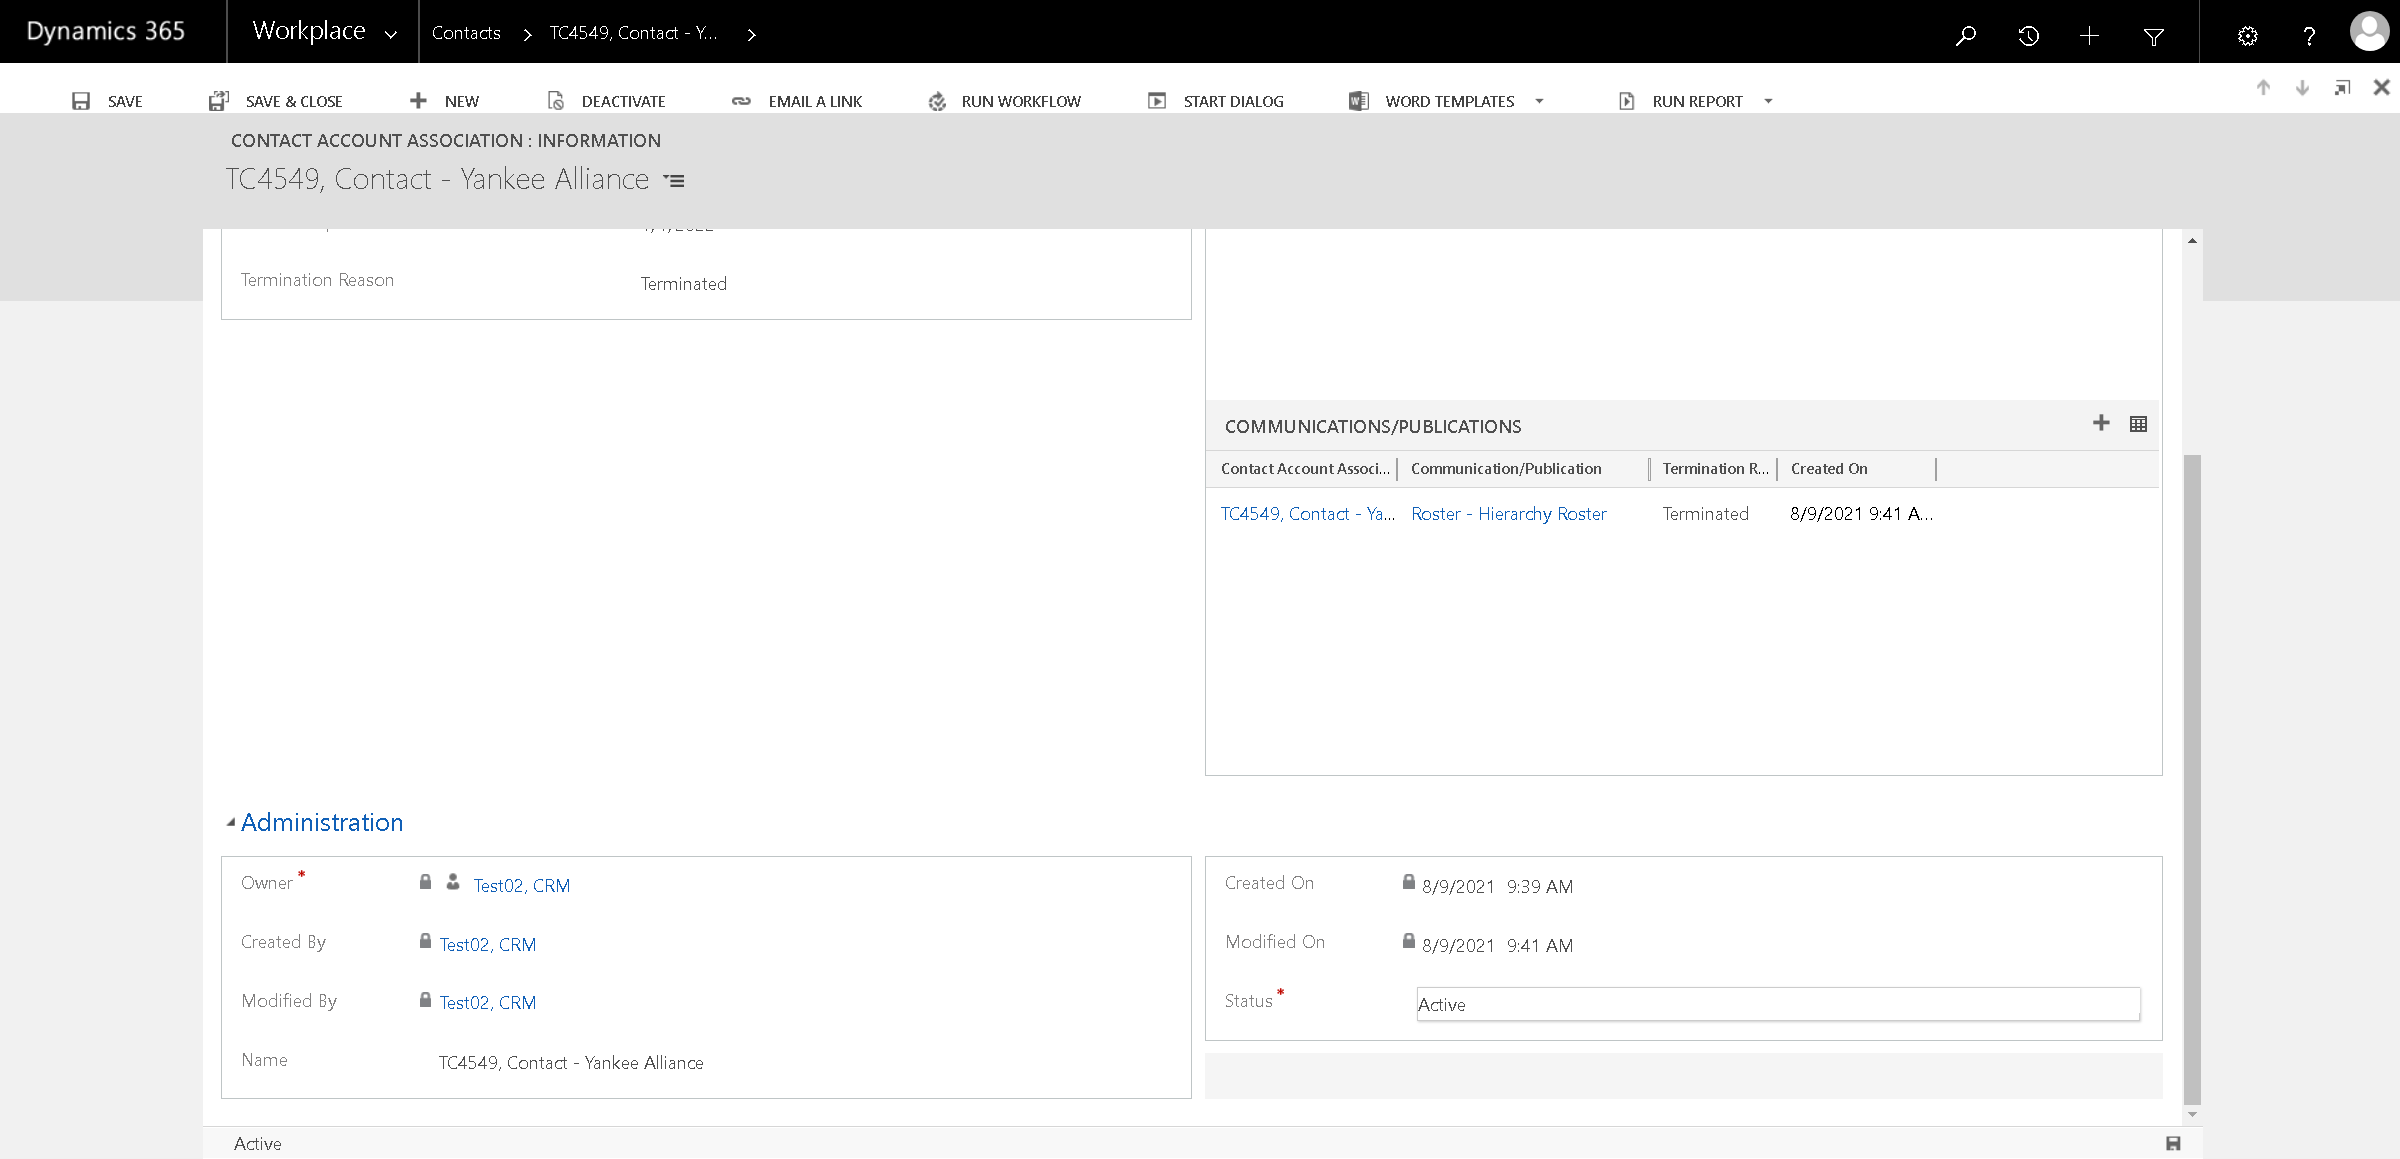 Dynamics 365
Workplace
Contacts
TC4549, Contact - Y...
?
SAVE
SAVE & CLOSE
NEW
DEACTIVATE
EMAIL A LINK
RUN WORKFLOW
START DIALOG
WORD TEMPLATES
RUN REPORT
CONTACT ACCOUNT ASSOCIATION : INFORMATION
TC4549, Contact - Yankee Alliance
Termination Reason
Terminated
COMMUNICATIONS/PUBLICATIONS
Contact Account Associ...
Communication/Publication
Termination R...
Created On
TC4549, Contact - Ya...
Roster - Hierarchy Roster
Terminated
8/9/2021 9:41 A...
Administration
Owner *
Test02, CRM
Created By
Test02, CRM
Modified By
Test02, CRM
Name
TC4549, Contact - Yankee Alliance
Created On
8/9/2021 9:39 AM
Modified On
8/9/2021 9:41 AM
Status *
Active
Active